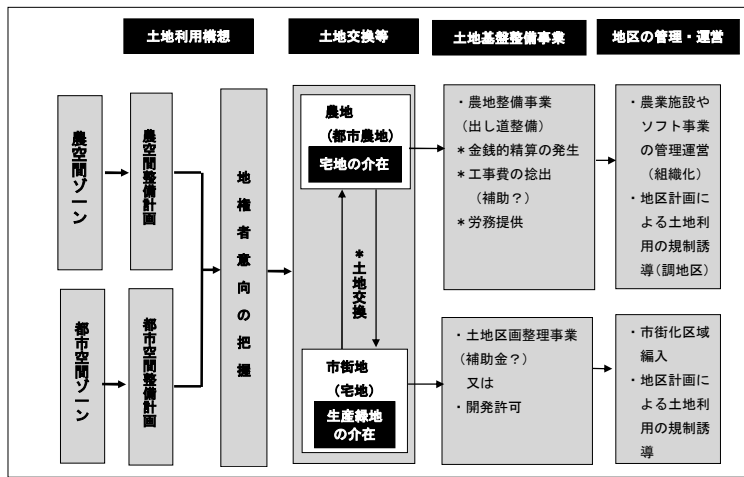 土地利用構想
土地交換等
土地基盤整備事業
地区の管理・運営
農空間ゾーン
農空間整備計画
都市空間ゾーン
都市空間整備計画
地権者意向の把握
農地
（都市農地）
宅地の介在
＊土地交換
市街地
（宅地）
生産緑地
の介在
・農地整備事業
（出し道整備）
＊金銭的精算の発生
＊工事費の捻出
（補助？）
＊労務提供
・土地区画整理事業
（補助金？）
又は
・開発許可
・農業施設や
ソフト事業
の管理運営
（組織化）
・地区計画に
よる土地利
用の規制誘
導（調地区）
・市街化区域
編入
・地区計画に
よる土地利
用の規制誘
導